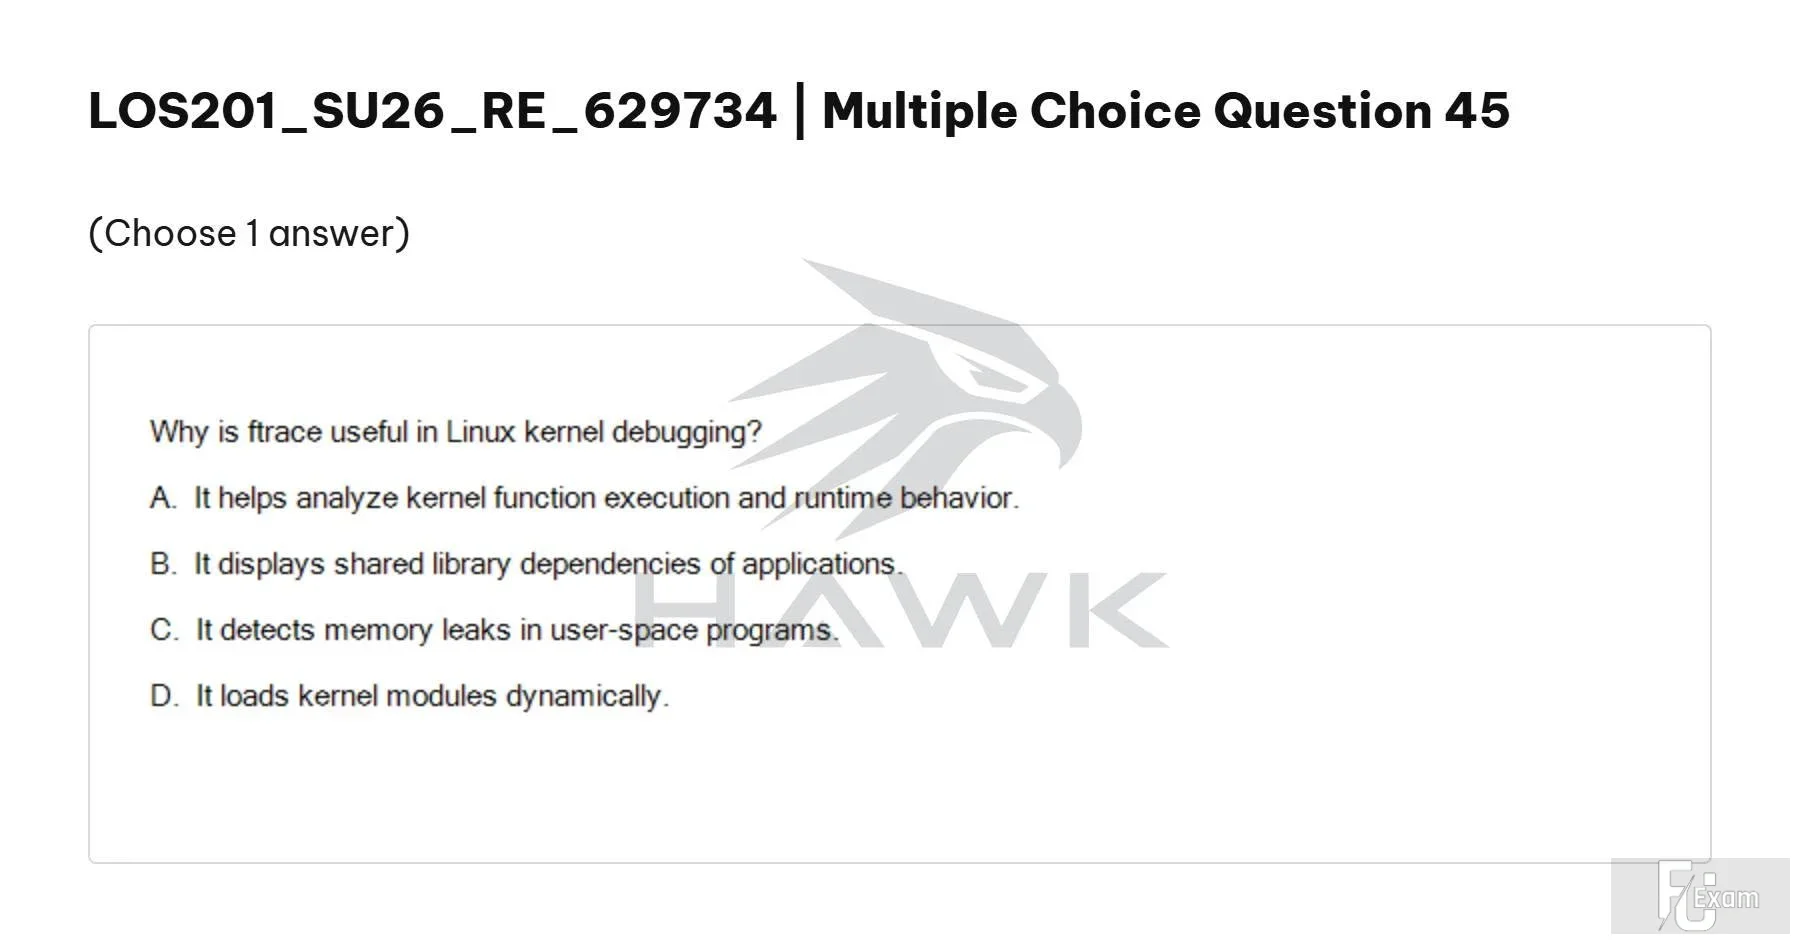 LOS201_SU26_RE_629734 | Multiple Choice Question 45
(Choose 1 answer)
Why is ftrace useful in Linux kernel debugging?
A. It helps analyze kernel function execution and runtime behavior.
B. It displays shared library dependencies of applications.
C. It detects memory leaks in user-space programs.
D. It loads kernel modules dynamically.
HAWK
FU Exam